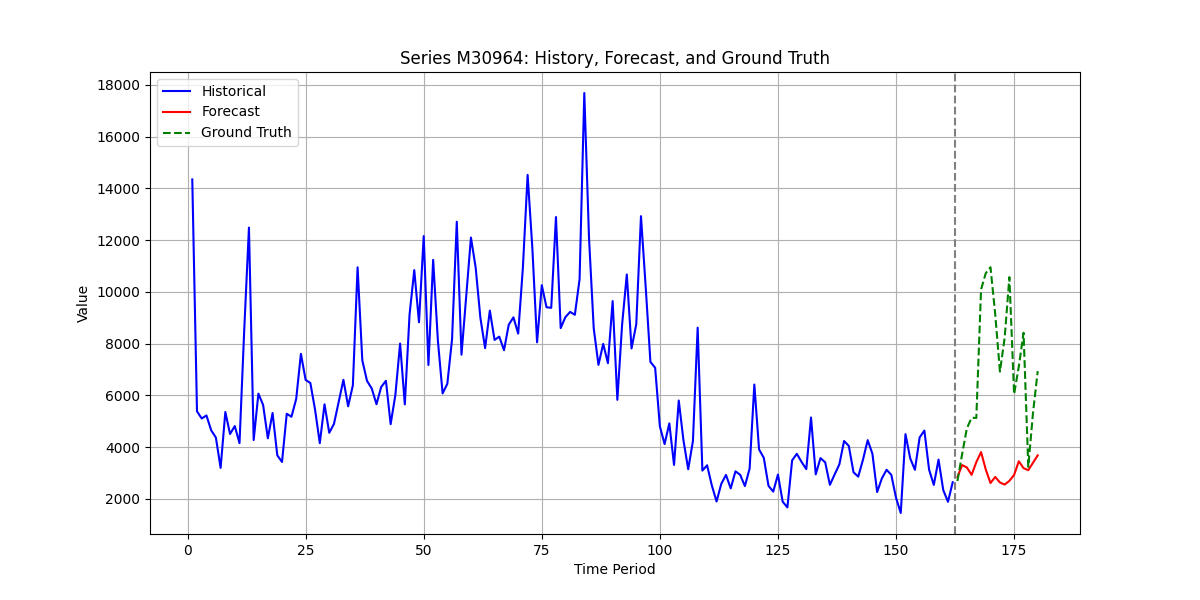 Series M30964: History, Forecast, and Ground Truth
Historical
Forecast
Ground Truth
18000
16000
14000
12000
10000
8000
6000
4000
2000
Value
0
25
50
75
100
125
150
175
Time Period